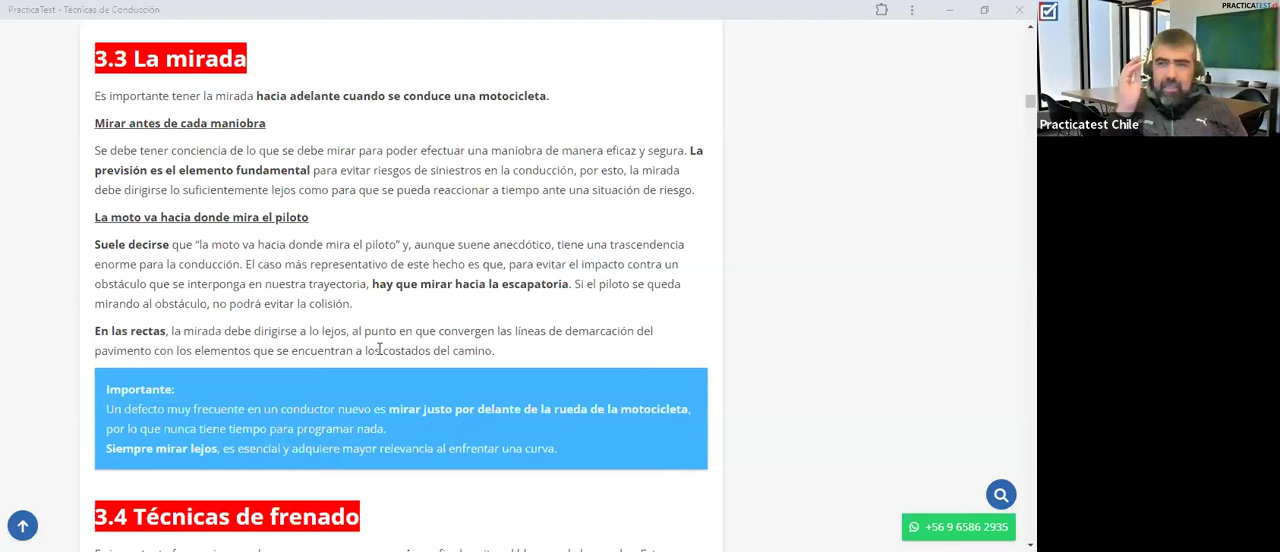 PracticaTest - Técnicas de Conducción
PRACTICATEST
3.3 La mirada
Es importante tener la mirada hacia adelante cuando se conduce una motocicleta.
Practicatest Chile
Mirar antes de cada maniobra
Se debe tener conciencia de lo que se debe mirar para poder efectuar una maniobra de manera eficaz y segura. La
previsión es el elemento fundamental para evitar riesgos de siniestros en la conducción, por esto, la mirada
debe dirigirse lo suficientemente lejos como para que se pueda reaccionar a tiempo ante una situación de riesgo.
La moto va hacia donde mira el piloto
Suele decirse que “la moto va hacia donde mira el piloto” y, aunque suene anecdótico, tiene una trascendencia
enorme para la conducción. El caso más representativo de este hecho es que, para evitar el impacto contra un
obstáculo que se interponga en nuestra trayectoria, hay que mirar hacia la escapatoria. Si el piloto se queda
mirando al obstáculo, no podrá evitar la colisión.
En las rectas, la mirada debe dirigirse a lo lejos, al punto en que convergen las líneas de demarcación del
pavimento con los elementos que se encuentran a los costados del camino.
Importante:
Un defecto muy frecuente en un conductor nuevo es mirar justo por delante de la rueda de la motocicleta,
por lo que nunca tiene tiempo para programar nada.
Siempre mirar lejos, es esencial y adquiere mayor relevancia al enfrentar una curva.
3.4 Técnicas de frenado
+56 9 6586 2935